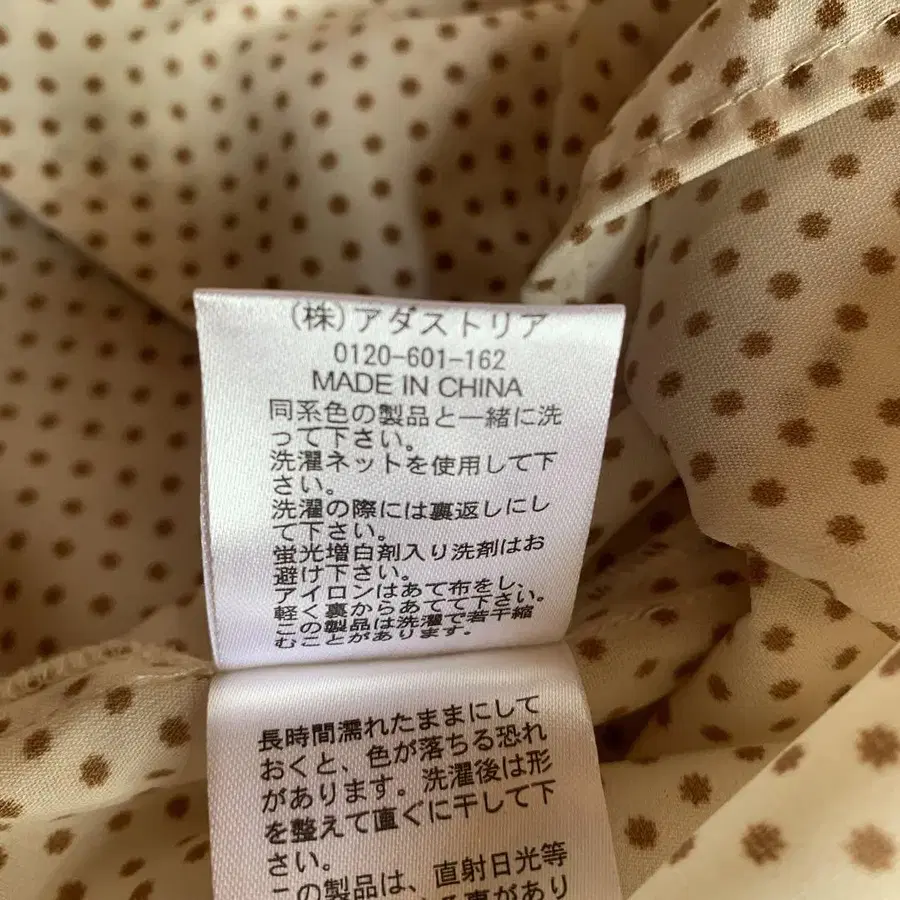 (株)アダストリア
0120-601-162
MADE IN CHINA
同系色の製品と一緒に洗
って下さい。
洗濯ネットを使用して下
さい。
洗濯の際には裏返しにし
て下さい。
蛍光増白剤入り洗剤はお
避け下さい。
アイロンはあて布をし、
軽く裏からあてて下さい。
この製品は洗濯で若干縮
むことがあります。
長時間濡れたままにして
おくと、色が落ちる恐れ
があります。洗濯後は形
を整えて直ぐに干して下
さい。
この製品は、直射日光等
る事があり